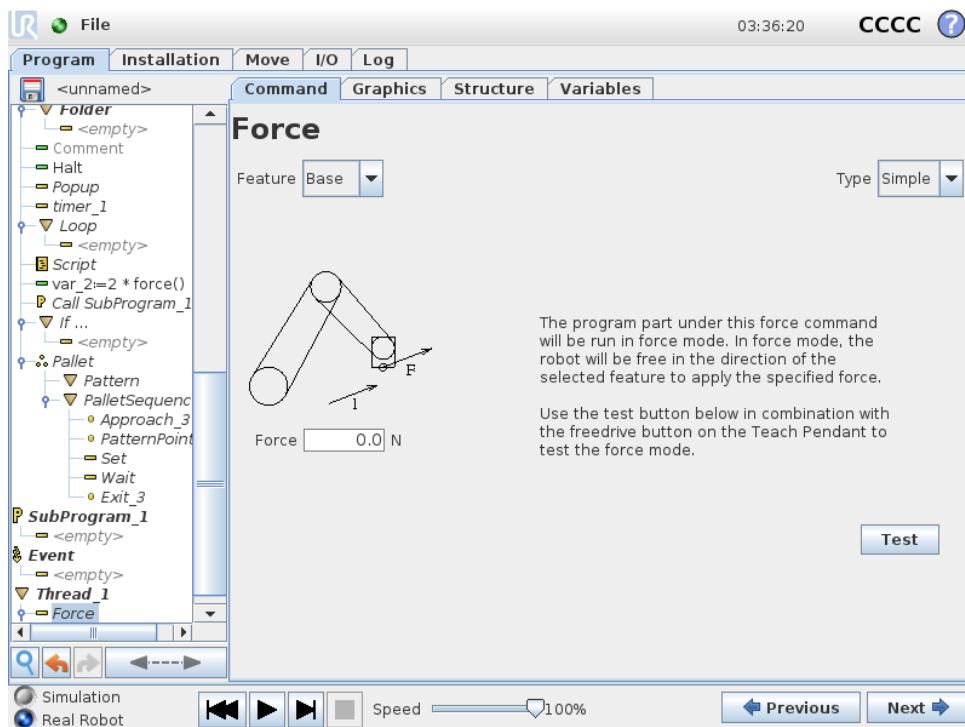 UR File 03:36:20 CCCC ?
Program Installation Move I/O Log
<unnamed> Command Graphics Structure Variables
Folder
<empty>
Comment
Halt
Popup
timer_1
Loop
<empty>
Script
var_2:=2 * force()
Call SubProgram_1
If ...
<empty>
Pallet
Pattern
PalletSequenc
Approach_3
PatternPoint
Set
Wait
Exit_3
P SubProgram_1
<empty>
Event
<empty>
Thread_1
Force
Force
Feature Base Type Simple
F
1
Force 0.0 N
The program part under this force command
will be run in force mode. In force mode, the
robot will be free in the direction of the
selected feature to apply the specified force.
Use the test button below in combination with
the freedrive button on the Teach Pendant to
test the force mode.
Test
Simulation
Real Robot
Speed 100% Previous Next